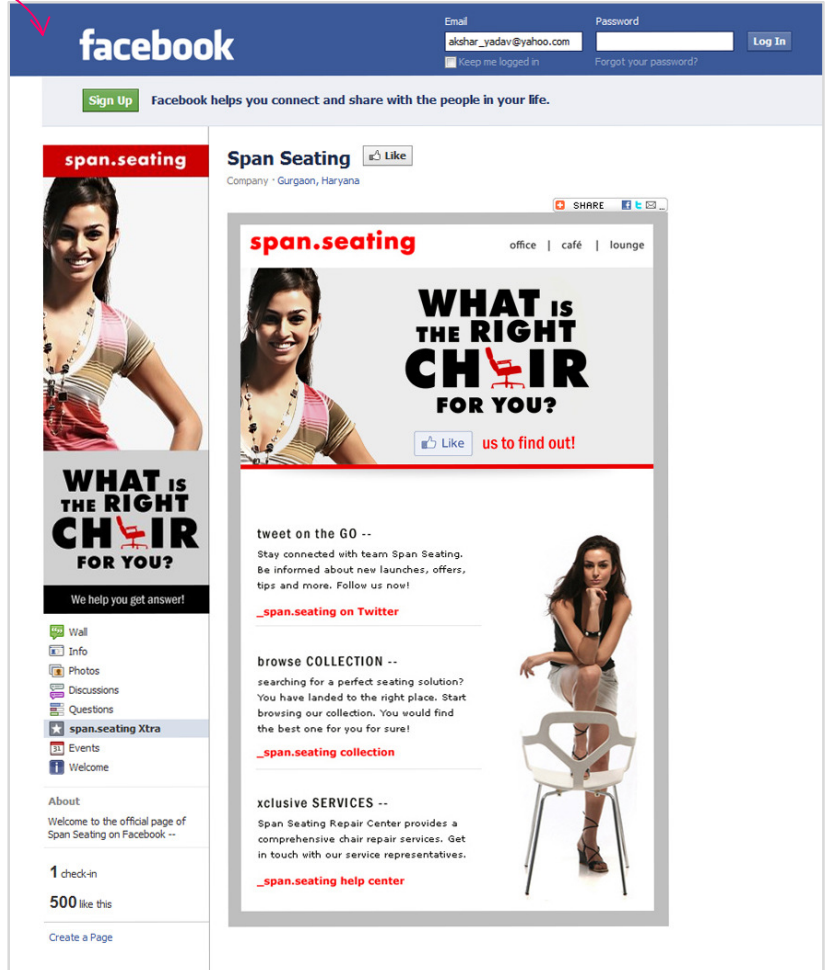 facebook
Email
Password
akshar_yadav@yahoo.com
Log In
Keep me logged in
Forgot your password?
Sign Up
Facebook helps you connect and share with the people in your life.
span.seating
WHAT IS
THE RIGHT
CH IR
FOR YOU?
We help you get answer!
Wall
Info
Photos
Discussions
Questions
span.seating Xtra
31 Events
Welcome
About
Welcome to the official page of
Span Seating on Facebook --
1 check-in
500 like this
Create a Page
Span Seating
Like
Company · Gurgaon, Haryana
SHARE
span.seating
office | café | lounge
WHAT IS
THE RIGHT
CH IR
FOR YOU?
Like us to find out!
tweet on the GO --
Stay connected with team Span Seating.
Be informed about new launches, offers,
tips and more. Follow us now!
_span.seating on Twitter
browse COLLECTION --
searching for a perfect seating solution?
You have landed to the right place. Start
browsing our collection. You would find
the best one for you for sure!
_span.seating collection
xclusive SERVICES --
Span Seating Repair Center provides a
comprehensive chair repair services. Get
in touch with our service representatives.
_span.seating help center